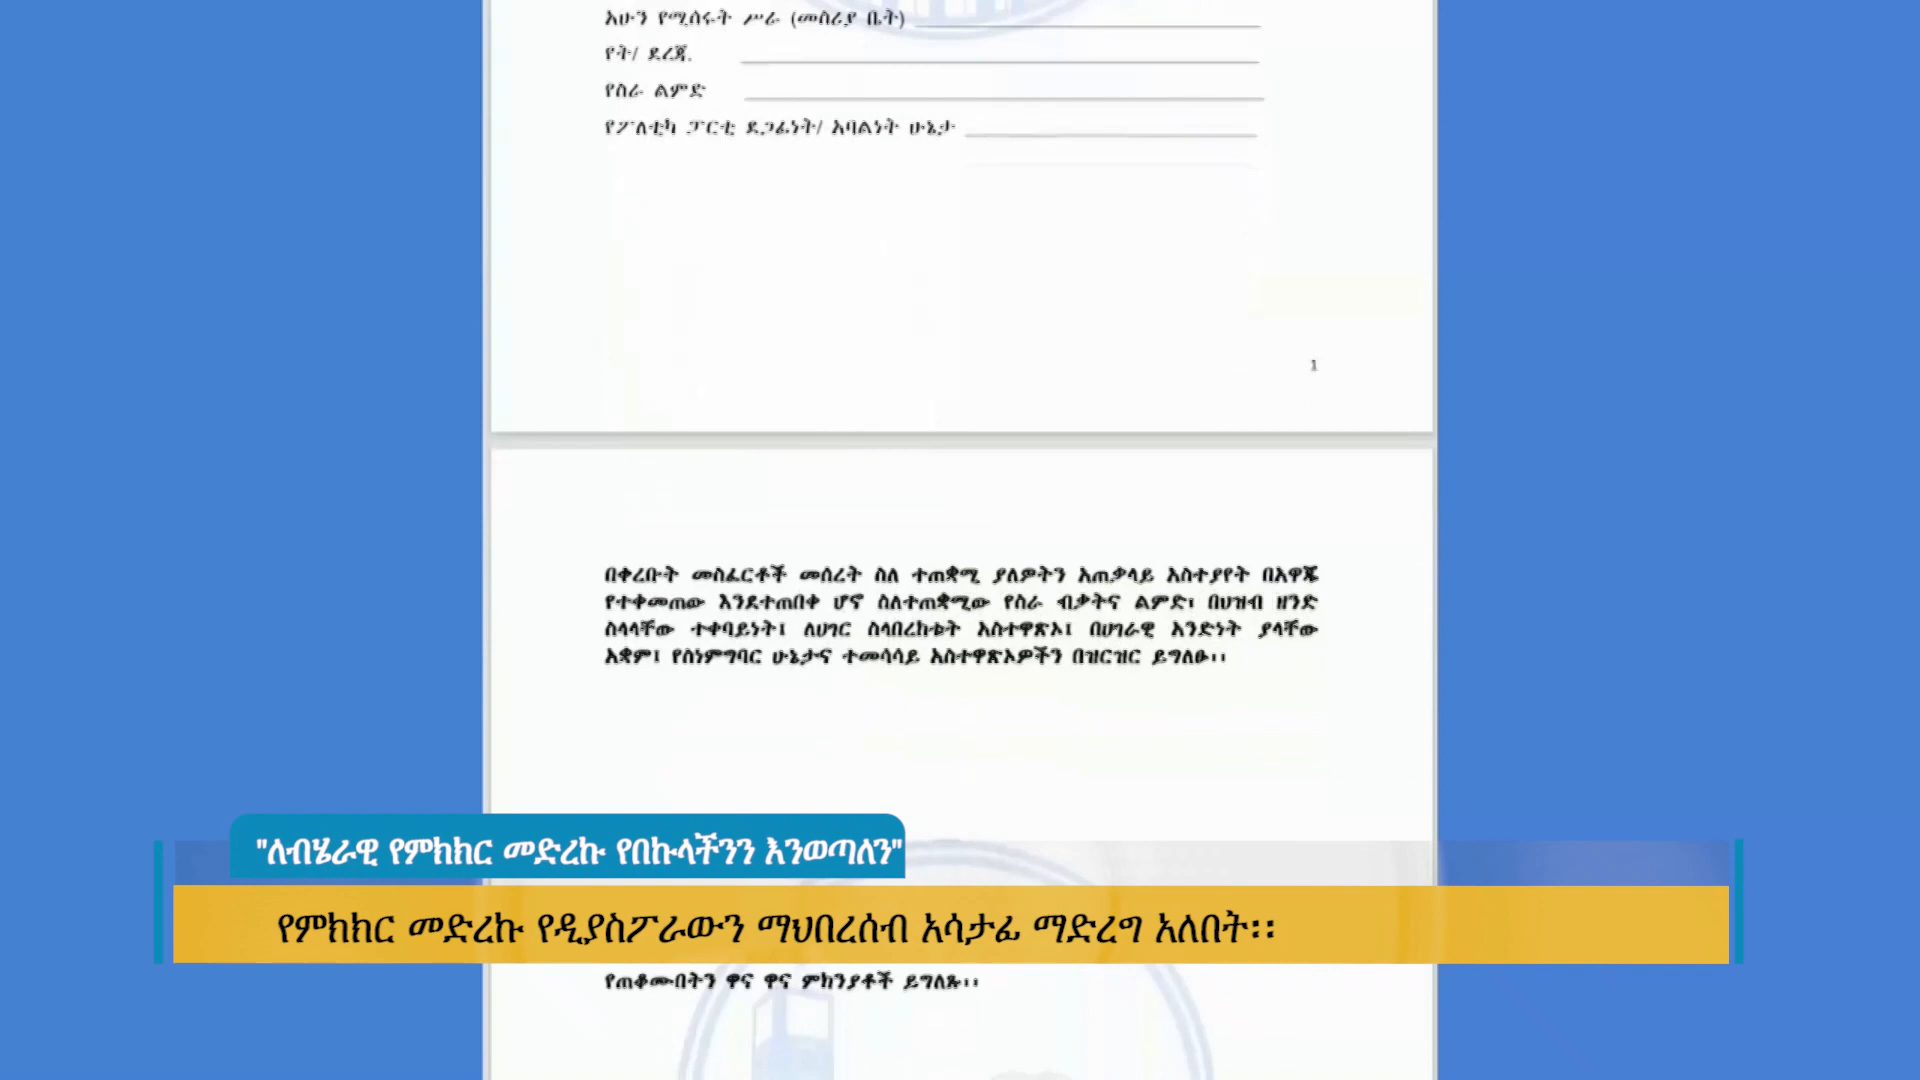 አሁን የሚሰሩት ሥራ (መስሪያ ቤት)
የት/ ደረጃ.
የስራ ልምድ
የፖለቲካ ፓርቲ ደጋፊነት/ አባልነት ሁኔታ
1
በቀረቡት መስፈርቶች መሰረት ስለ ተጠቋሚ ያለዎትን አጠቃላይ አስተያየት በአዋጁ
የተቀመጠው እንደተጠበቀ ሆኖ ስለተጠቋሚው የስራ ብቃትና ልምድ፣ በህዝብ ዘንድ
ስላላቸው ተቀባይነት፤ ለሀገር ስላበረከቱት አስተዋጽኦ፤ በሀገራዊ አንድነት ያላቸው
አቋም፤ የስነምግባር ሁኔታና ተመሳሳይ አስተዋጽኦዎችን በዝርዝር ይግለፁ፡፡
"ለብሄራዊ የምክክር መድረኩ የበኩላችንን እንወጣለን"
የምክክር መድረኩ የዲያስፖራውን ማህበረሰብ አሳታፊ ማድረግ አለበት፡፡
የጠቆሙበትን ዋና ዋና ምክንያቶች ይግለጹ፡፡